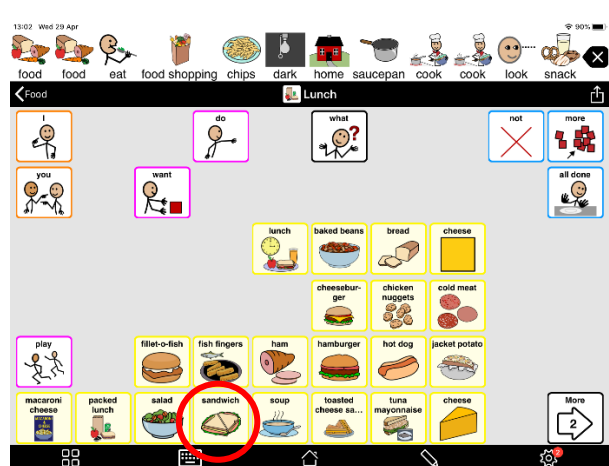 13:02 Wed 29 Apr
90%
food food eat food shopping chips dark home saucepan cook cook look snack
Food
Lunch
I
do
what
not
more
you
want
all done
lunch
baked beans
bread
cheese
cheesebur-
ger
chicken
nuggets
cold meat
play
fillet-o-fish
fish fingers
ham
hamburger
hot dog
jacket potato
macaroni
cheese
packed
lunch
salad
sandwich
soup
toasted
cheese sa...
tuna
mayonnaise
cheese
More
2
2